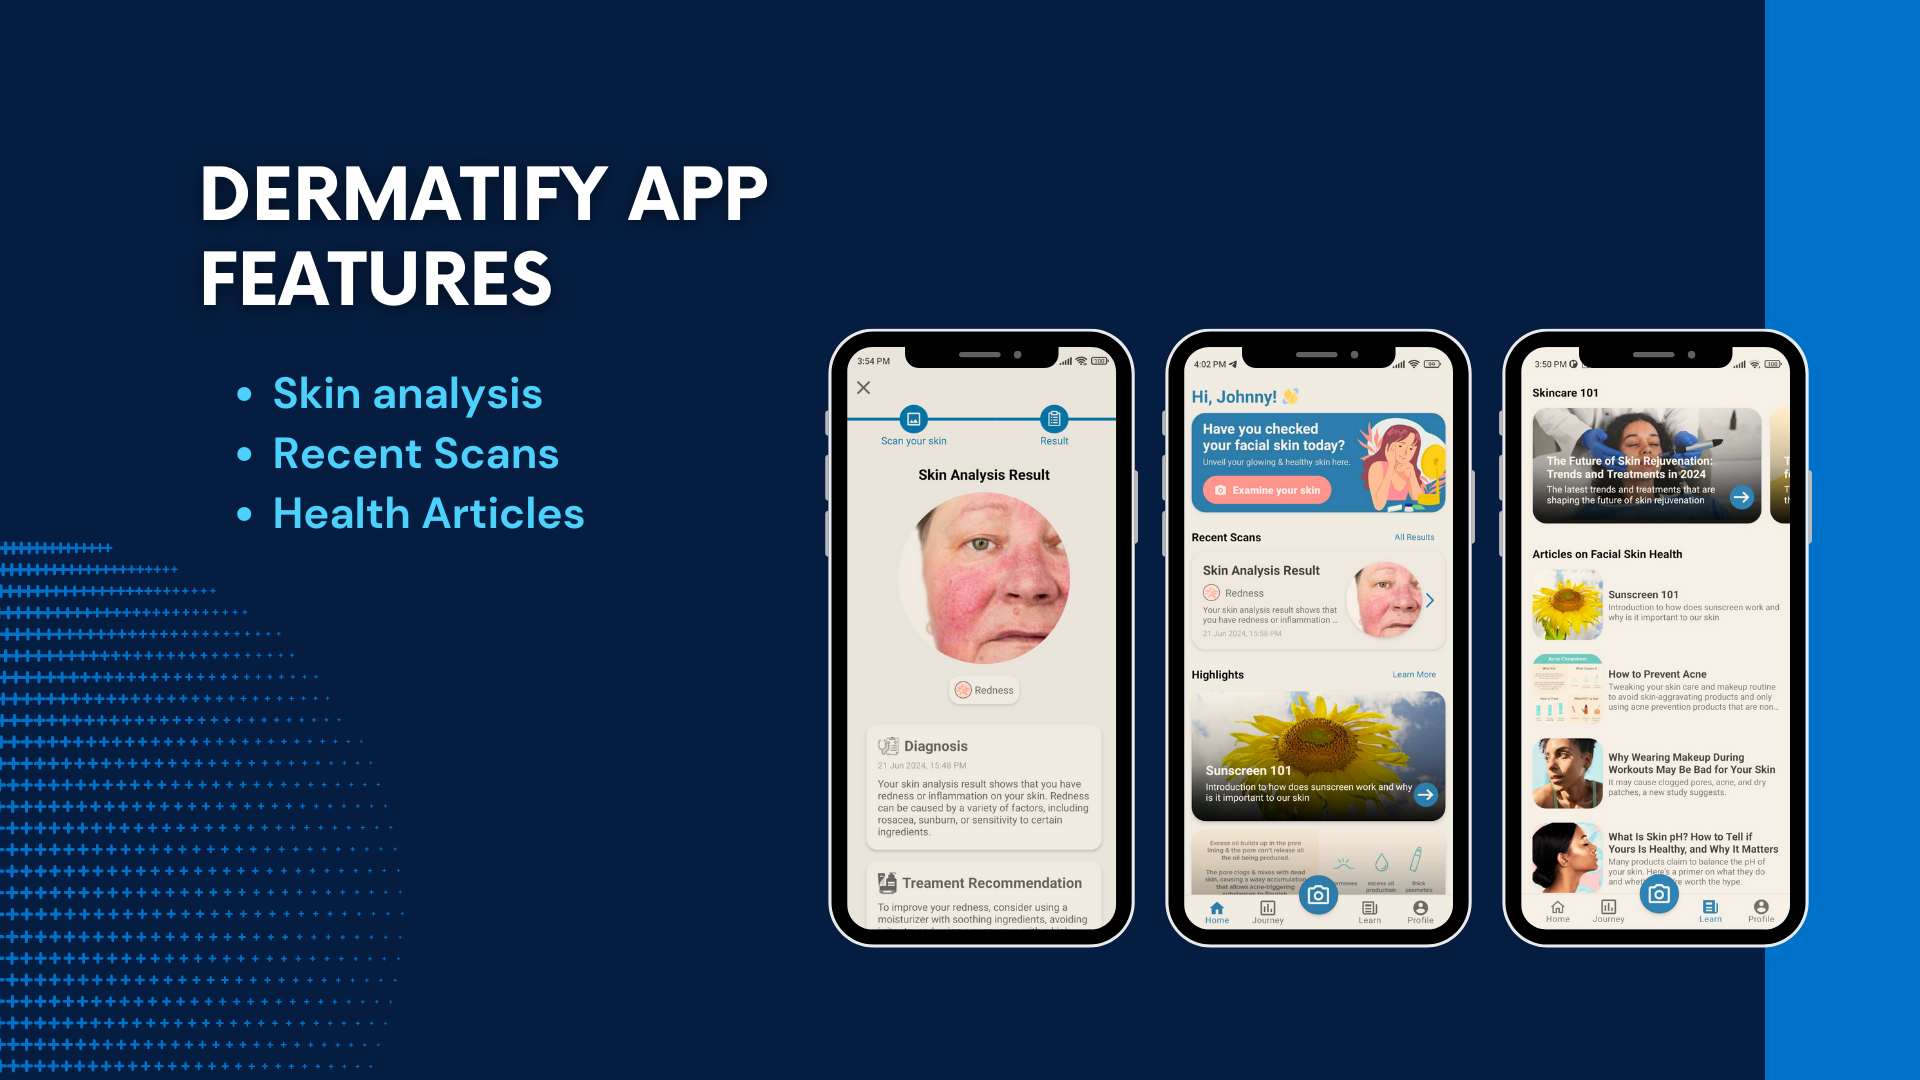 DERMATIFY APP
FEATURES
Skin analysis
Recent Scans
Health Articles
3:54 PM
100
Scan your skin
Result
Skin Analysis Result
Redness
Diagnosis
21 Jun 2024, 15:48 PM
Your skin analysis result shows that you have
redness or inflammation on your skin. Redness
can be caused by a variety of factors, including
rosacea, sunburn, or sensitivity to certain
ingredients.
Treament Recommendation
To improve your redness, consider using a
moisturizer with soothing ingredients, avoiding
4:02 PM
99
Hi, Johnny! 👋
Have you checked
your facial skin today?
Unveil your glowing & healthy skin here.
Examine your skin
Recent Scans
All Results
Skin Analysis Result
Redness
Your skin analysis result shows that
you have redness or inflammation ...
21 Jun 2024, 15:58 PM
Highlights
Learn More
Sunscreen 101
Introduction to how does sunscreen work and why
is it important to our skin
Excess oil builds up in the pore
lining & the pore can't release all
the oil being produced.
The pore clogs & mixes with dead
skin, causing a waxy accumulation
that allows acne-triggering
excess oil
production
thick
cosmetics
Home
Journey
Learn
Profile
3:50 PM
100
Skincare 101
The Future of Skin Rejuvenation:
Trends and Treatments in 2024
The latest trends and treatments that are
shaping the future of skin rejuvenation
Articles on Facial Skin Health
Sunscreen 101
Introduction to how does sunscreen work and
why is it important to our skin
How to Prevent Acne
Tweaking your skin care and makeup routine
to avoid skin-aggravating products and only
using acne prevention products that are non...
Why Wearing Makeup During
Workouts May Be Bad for Your Skin
It may cause clogged pores, acne, and dry
patches, a new study suggests.
What Is Skin pH? How to Tell if
Yours Is Healthy, and Why It Matters
Many products claim to balance the pH of
your skin. Here's a primer on what they do
worth the hype.
Home
Journey
Learn
Profile